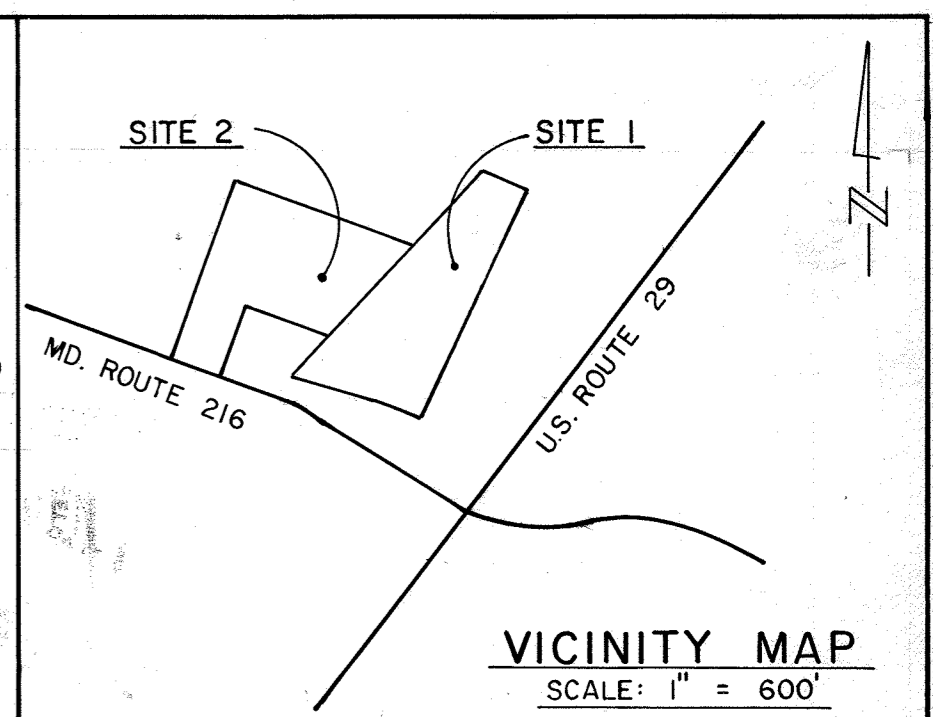 SITE 2
SITE 1
N
MD. ROUTE 216
U.S. ROUTE 29
VICINITY MAP
SCALE: 1" = 600'